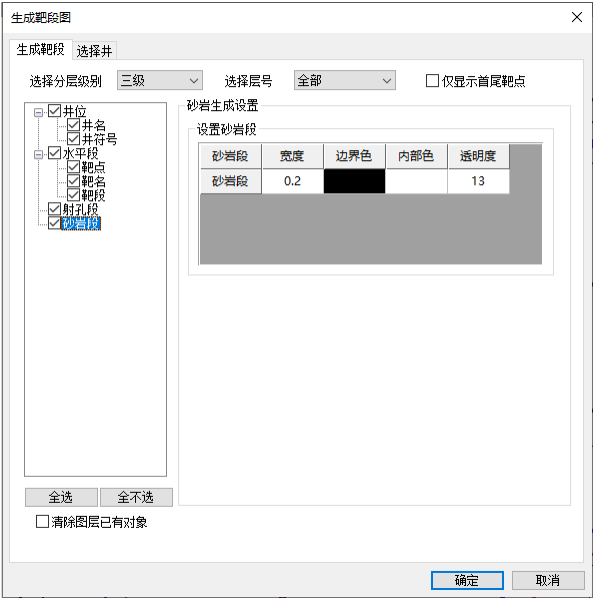 生成靶段图
生成靶段 选择井
选择分层级别 三级 选择层号 全部 仅显示首尾靶点
井位
井名
井符号
水平段
靶点
靶名
靶段
射孔段
砂岩段
砂岩生成设置
设置砂岩段
砂岩段 宽度 边界色 内部色 透明度
砂岩段 0.2 13
全选 全不选
清除图层已有对象
确定 取消